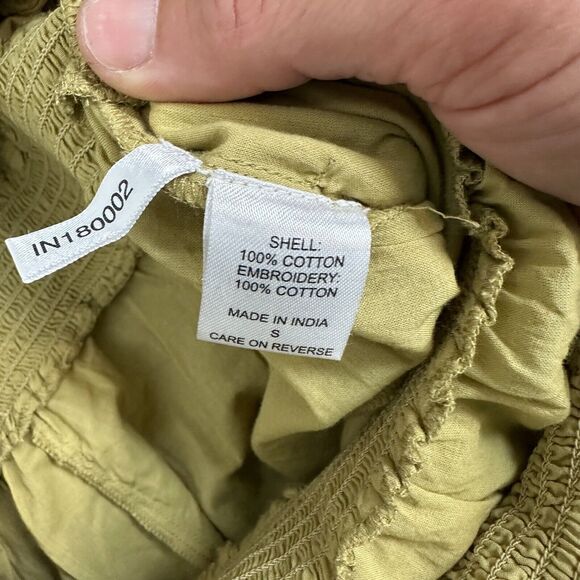 IN180002
SHELL:
100% COTTON
EMBROIDERY:
100% COTTON
MADE IN INDIA
S
CARE ON REVERSE